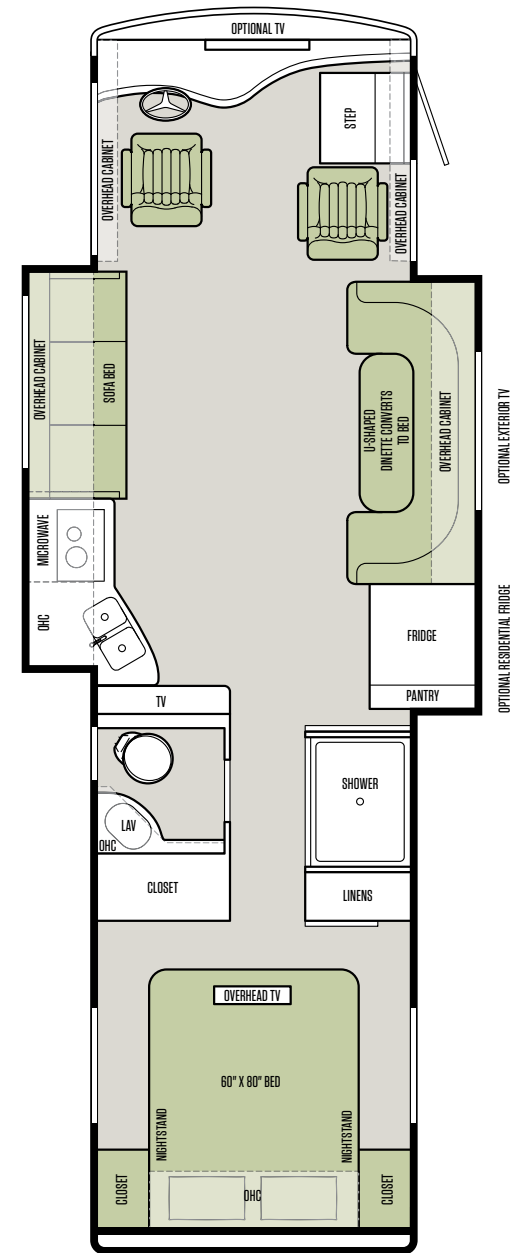 OPTIONAL TV
STEP
OVERHEAD CABINET
OVERHEAD CABINET
OVERHEAD CABINET
SOFA BED
U-SHAPED
DINETTE CONVERTS
TO BED
OVERHEAD CABINET
OPTIONAL EXTERIOR TV
MICROWAVE
OHC
FRIDGE
OPTIONAL RESIDENTIAL FRIDGE
PANTRY
TV
SHOWER
LAV
OHC
CLOSET
LINENS
OVERHEAD TV
60" X 80" BED
NIGHTSTAND
NIGHTSTAND
CLOSET
OHC
CLOSET